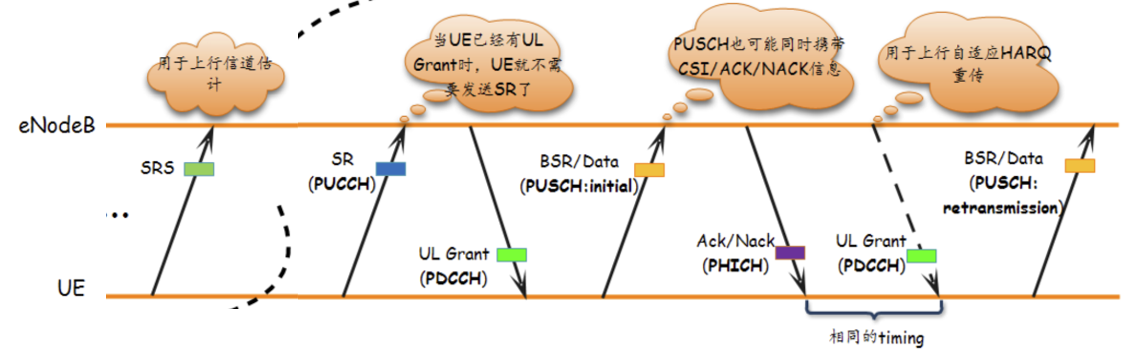 用于上行信道估
计
当UE已经有UL
Grant时，UE就不需
要发送SR了
PUSCH也可能同时携带
CSI/ACK/NACK信息
用于上行自适应HARQ
重传
eNodeB
SRS
SR
(PUCCH)
BSR/Data
(PUSCH:initial)
BSR/Data
(PUSCH:
retransmission)
...
UL Grant
(PDCCH)
Ack/Nack
(PHICH)
UL Grant
(PDCCH)
UE
相同的timing